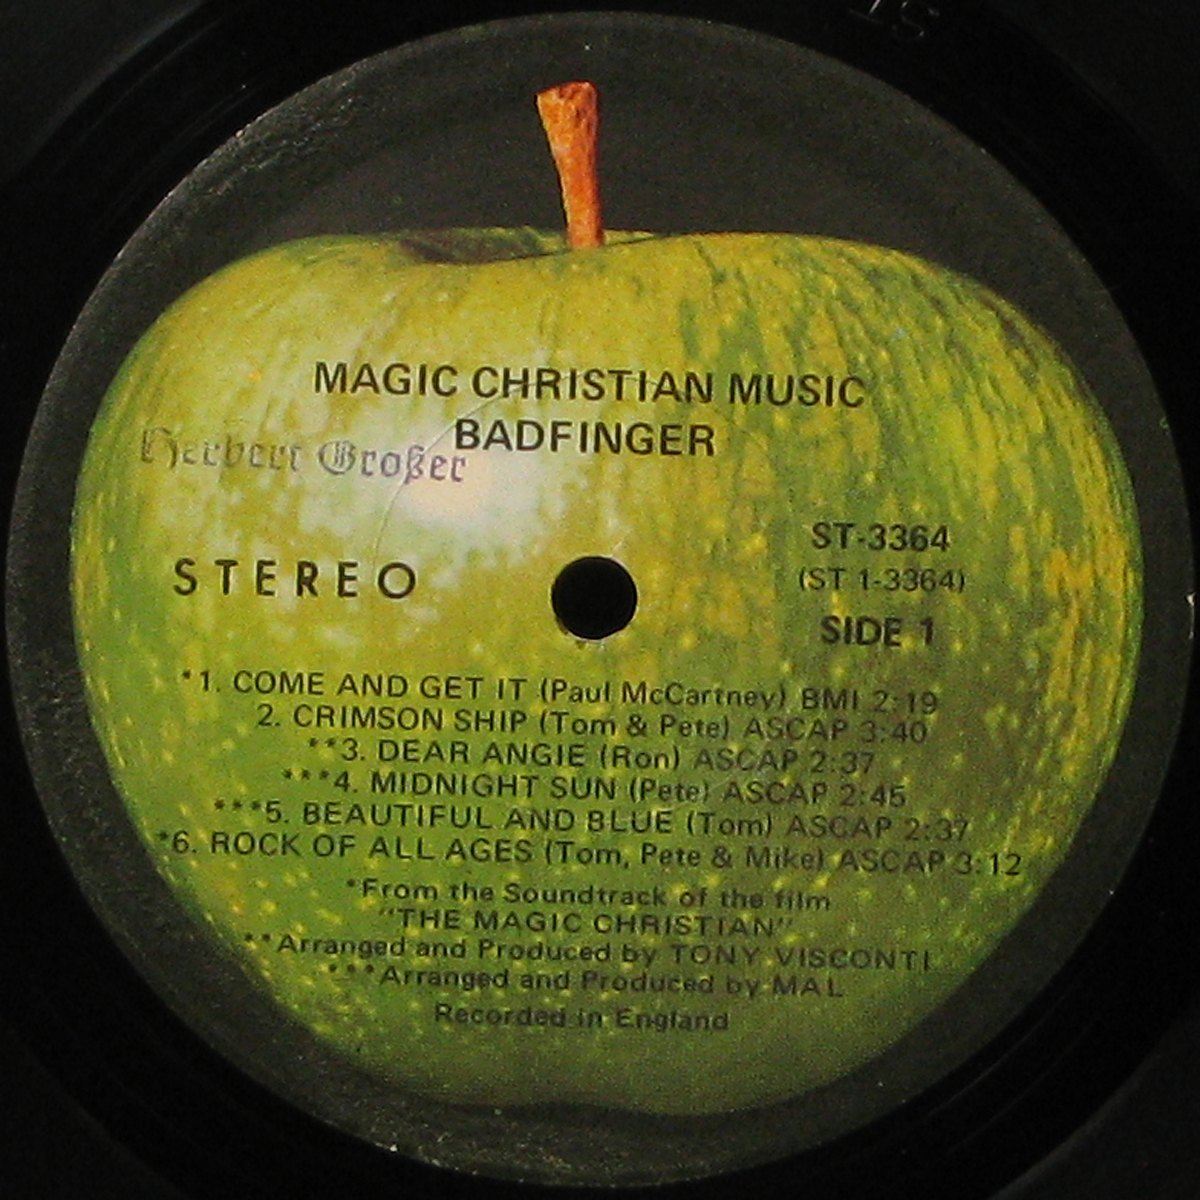 MAGIC CHRISTIAN MUSIC
BADFINGER
Herbert Großer
STEREO
ST-3364
(ST 1-3364)
SIDE 1
*1. COME AND GET IT (Paul McCartney) BMI 2:19
2. CRIMSON SHIP (Tom & Pete) ASCAP 3:40
**3. DEAR ANGIE (Ron) ASCAP 2:37
***4. MIDNIGHT SUN (Pete) ASCAP 2:45
***5. BEAUTIFUL AND BLUE (Tom) ASCAP 2:37
*6. ROCK OF ALL AGES (Tom, Pete & Mike) ASCAP 3:12
*From the Soundtrack of the film
"THE MAGIC CHRISTIAN"
**Arranged and Produced by TONY VISCONTI
***Arranged and Produced by MAL
Recorded in England